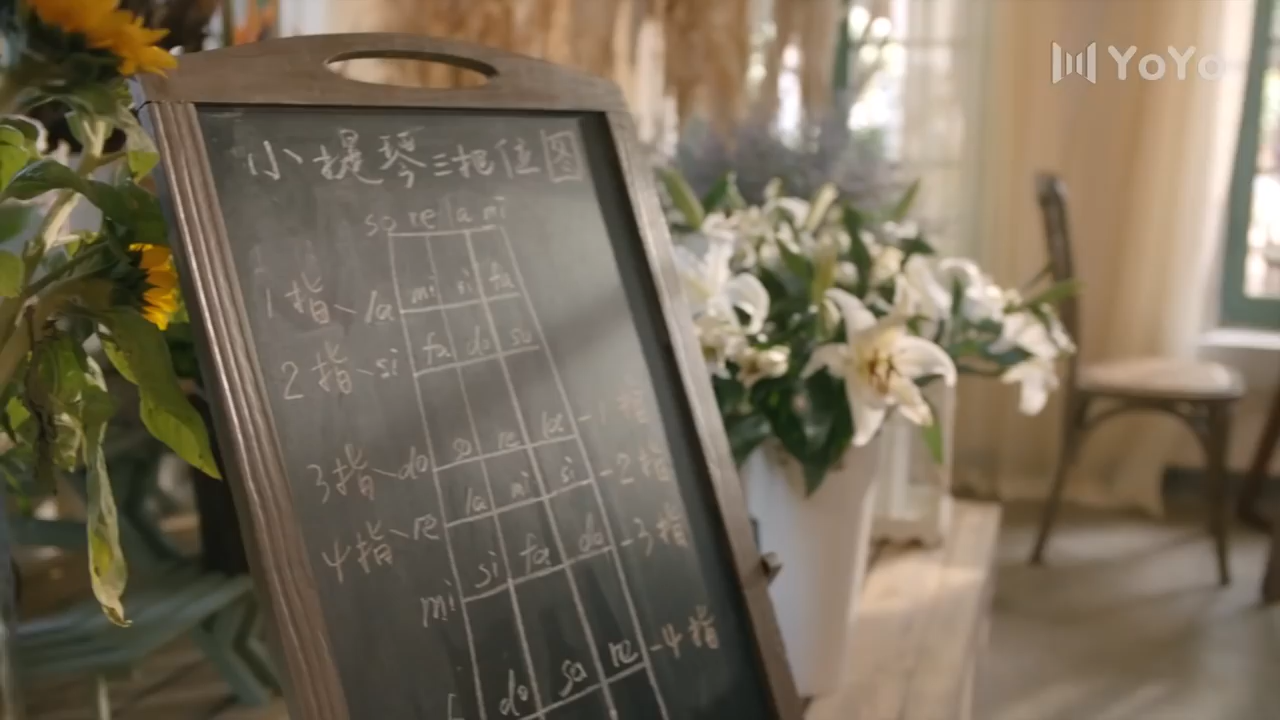 YoYo
小提琴三把位图
so re a mi
1指、la mi si fa
2指、si fa do so
3指、do so re la -1指
4指、re la mi si -2指
mi si fa do -3指
do so re -4指